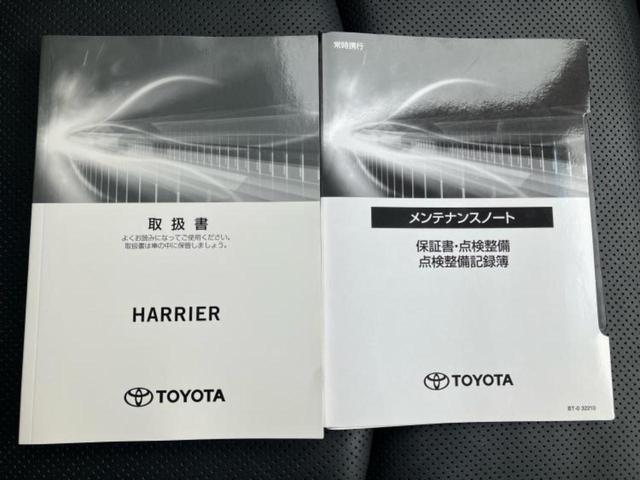 取扱書
よくお読みになってご使用ください。
取扱書は車の中に保管しましょう。
HARRIER
TOYOTA
常時携行
メンテナンスノート
保証書・点検整備
点検整備記録簿
TOYOTA
BT-0 32210